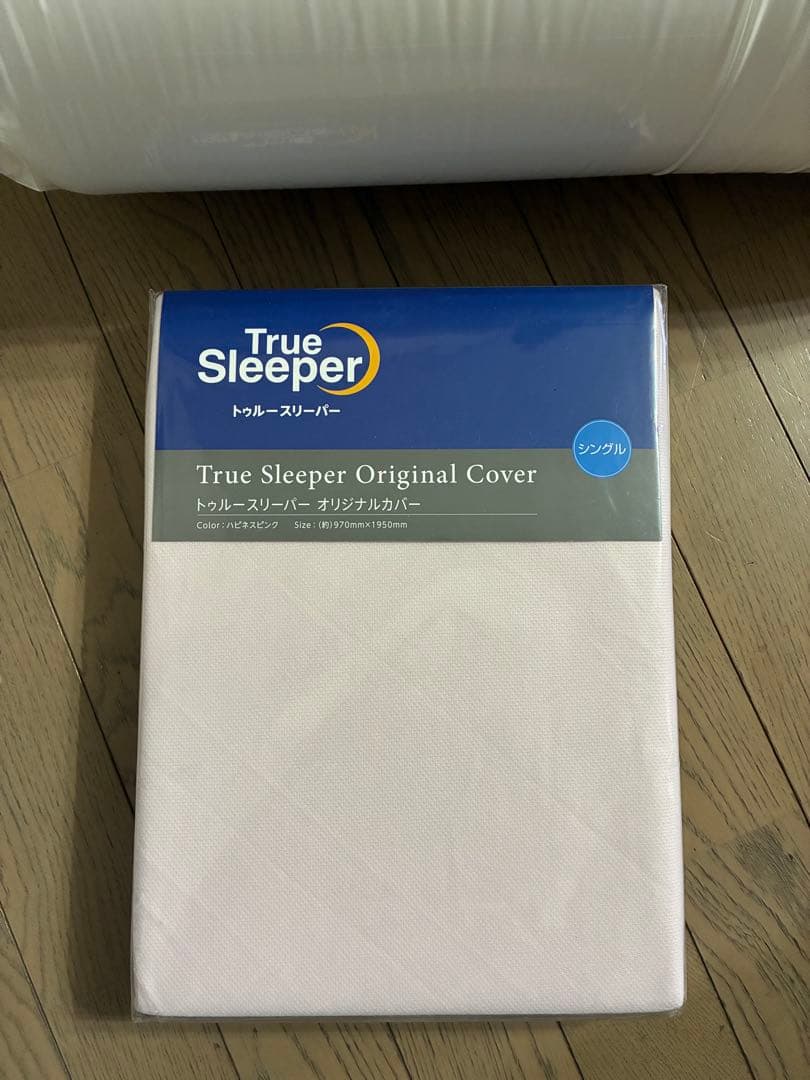 True
Sleeper
トゥルースリーパー
シングル
True Sleeper Original Cover
トゥルースリーパー オリジナルカバー
Color：ハピネスピンク　Size：(約)970mm×1950mm